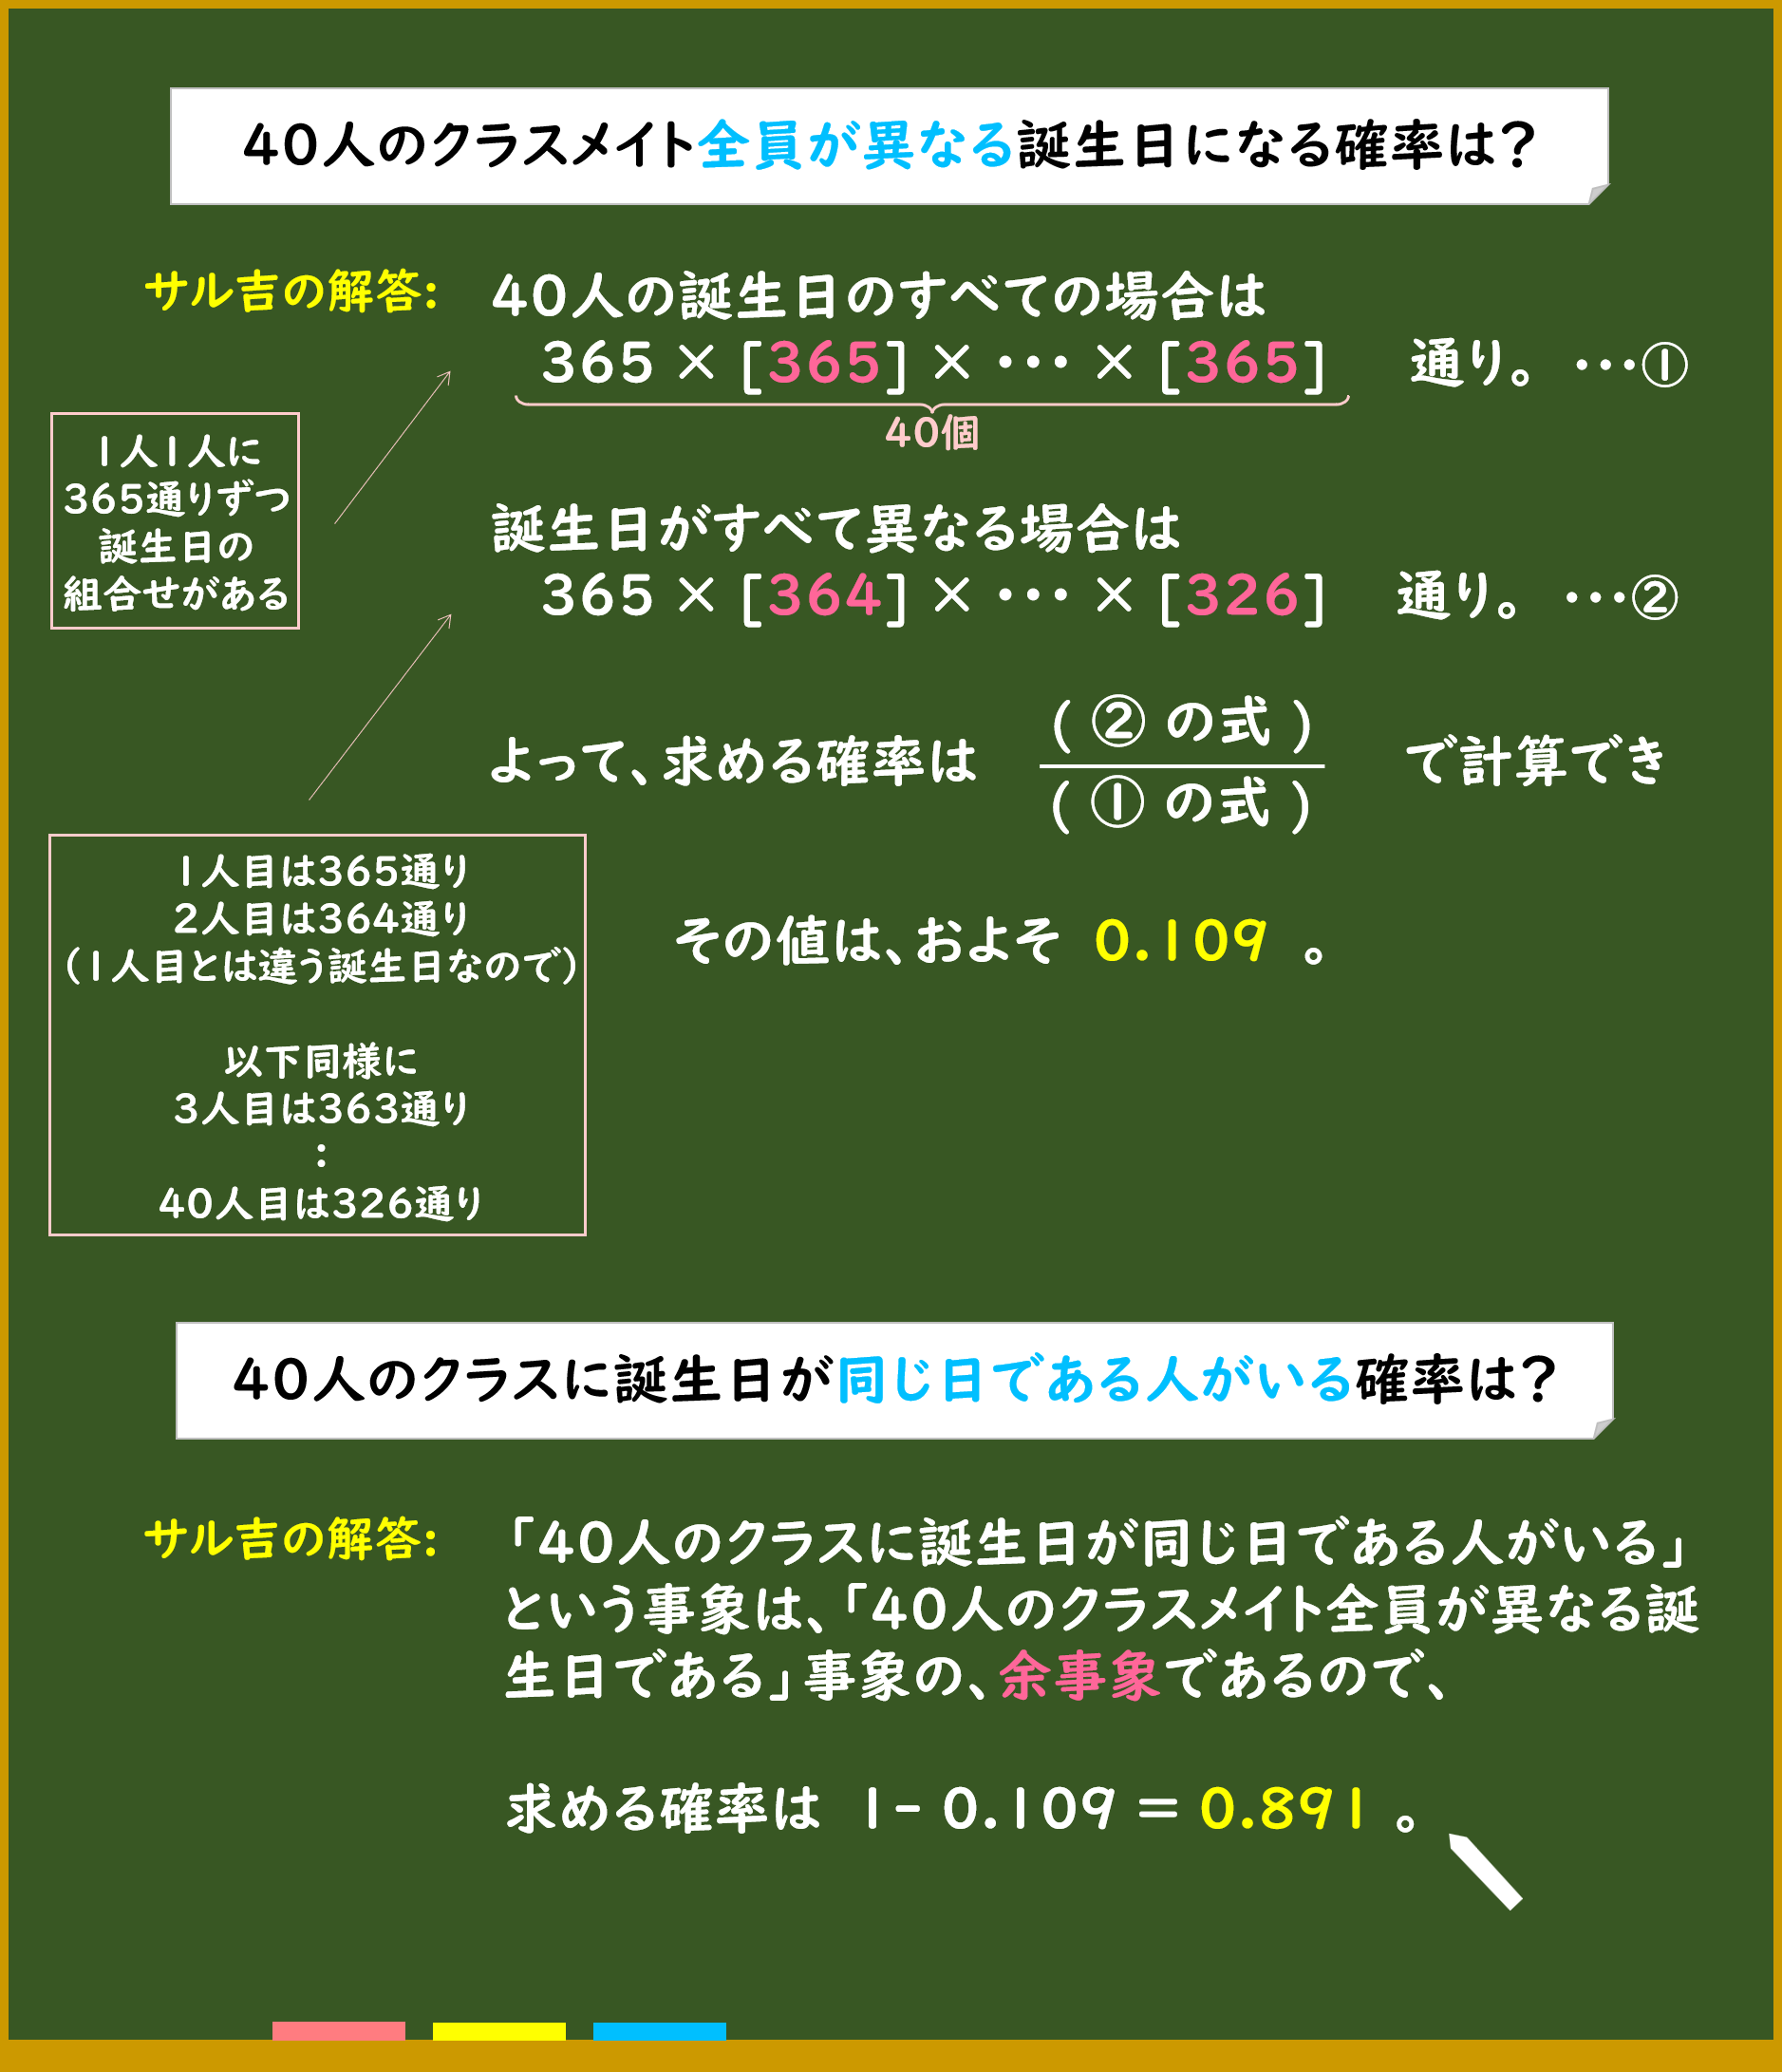 40人のクラスメイト全員が異なる誕生日になる確率は？
サル吉の解答:
40人の誕生日のすべての場合は
365 × [365] × … × [365] 通り。 …①
40個
1人1人に
365通りずつ
誕生日の
組合せがある
誕生日がすべて異なる場合は
365 × [364] × … × [326] 通り。 …②
よって、求める確率は
( ② の式 )
( ① の式 )
で計算でき
その値は、およそ 0.109 。
1人目は365通り
2人目は364通り
（1人目とは違う誕生日なので）
以下同様に
3人目は363通り
:
40人目は326通り
40人のクラスに誕生日が同じ日である人がいる確率は？
サル吉の解答:
「40人のクラスに誕生日が同じ日である人がいる」
という事象は、「40人のクラスメイト全員が異なる誕
生日である」事象の、余事象であるので、
求める確率は 1- 0.109 = 0.891 。